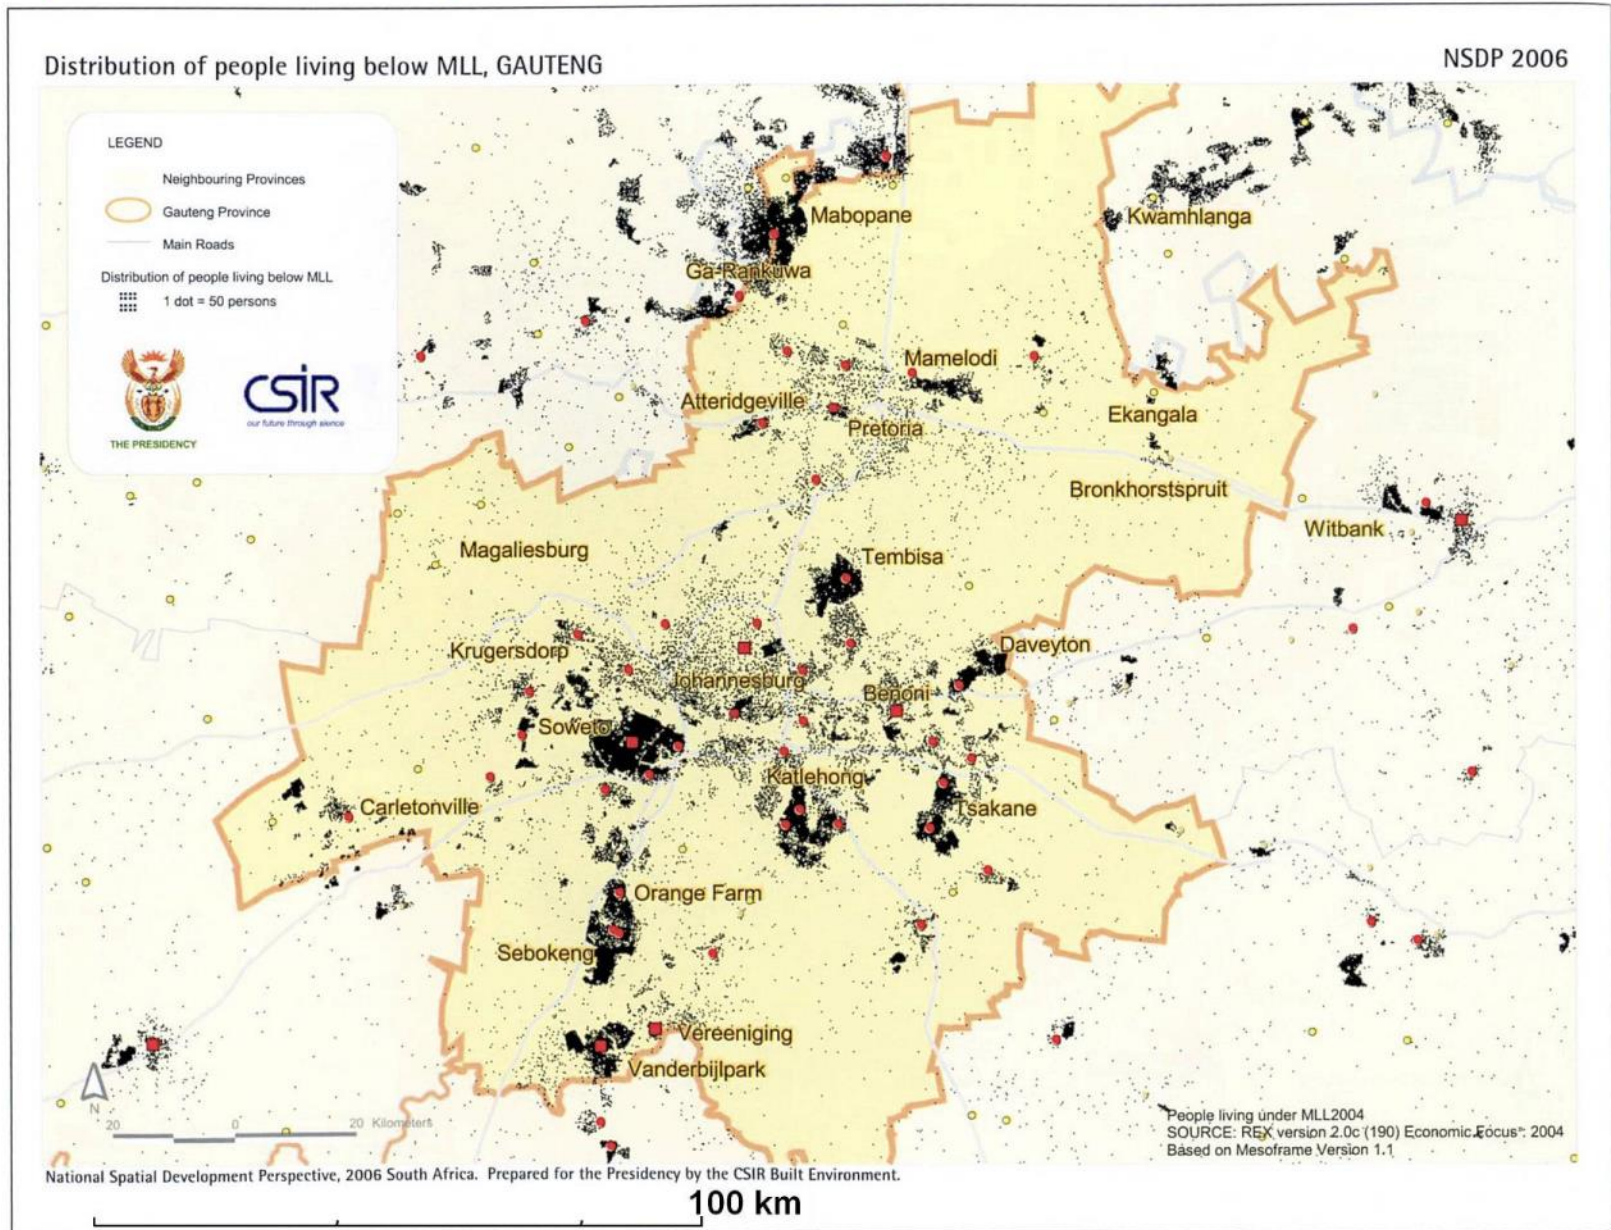 Distribution of people living below MLL, GAUTENG
NSDP 2006
LEGEND
Neighbouring Provinces
Gauteng Province
Main Roads
Distribution of people living below MLL
1 dot = 50 persons
THE PRESIDENCY
CSIR
our future through science
Mabopane
Kwamhlanga
Ga-Rankuwa
Mamelodi
Atteridgeville
Ekangala
Pretoria
Bronkhorstspruit
Witbank
Magaliesburg
Tembisa
Krugersdorp
Daveyton
Johannesburg
Benoni
Soweto
Katlehong
Carletonville
Tsakane
Orange Farm
Sebokeng
Vereeniging
Vanderbijlpark
N
20 0 20 Kilometers
People living under MLL2004
SOURCE: REX version 2.0c (190) Economic Focus: 2004
Based on Mesoframe Version 1.1
National Spatial Development Perspective, 2006 South Africa. Prepared for the Presidency by the CSIR Built Environment.
100 km